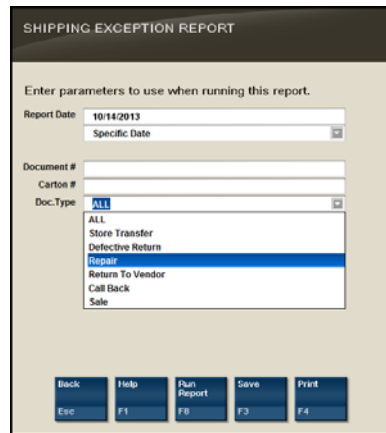 SHIPPING EXCEPTION REPORT
Enter parameters to use when running this report.
Report Date 10/14/2013
Specific Date
Document #
Carton #
Doc.Type ALL
ALL
Store Transfer
Defective Return
Repair
Return To Vendor
Call Back
Sale
Back Help Run Report Save Print
Esc F1 F8 F3 F4